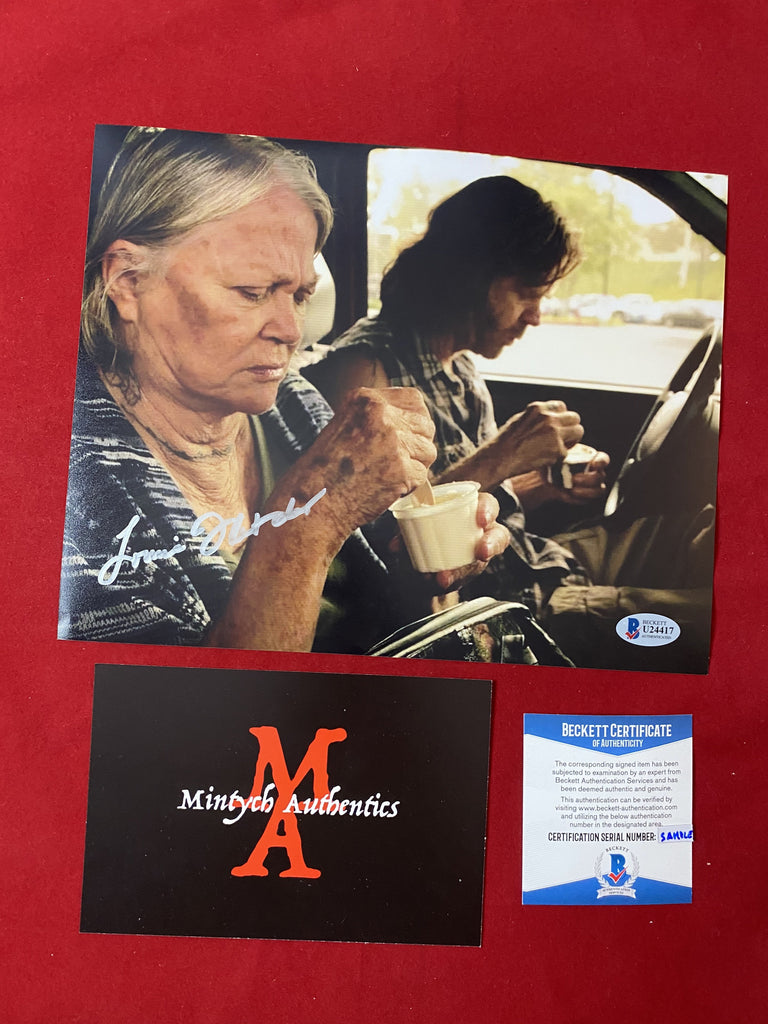 BECKETT
U24417
AUTHENTICATED
Mintych Authentics
MA
BECKETT CERTIFICATE
OF AUTHENTICITY
The corresponding signed item has been
subjected to examination by an expert from
Beckett Authentication Services and has
been deemed authentic and genuine.
This authentication can be verified by
visiting www.beckett-authentication.com
and utilizing the below authentication
number in the designated area.
CERTIFICATION SERIAL NUMBER: SAMPLE
BECKETT
B